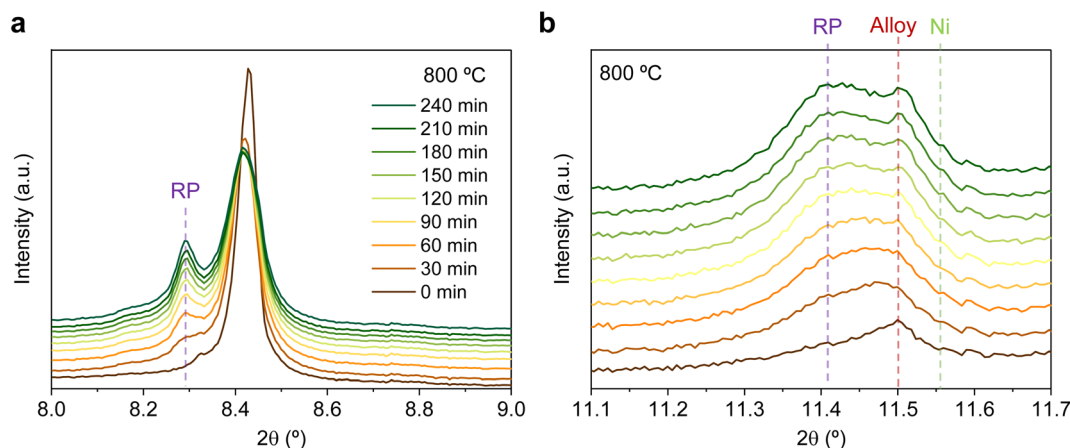 a
Intensity (a.u.)
RP
800 ºC
240 min
210 min
180 min
150 min
120 min
90 min
60 min
30 min
0 min
8.0 8.2 8.4 8.6 8.8 9.0
2θ (º)
b
RP Alloy Ni
800 ºC
Intensity (a.u.)
11.1 11.2 11.3 11.4 11.5 11.6 11.7
2θ (º)